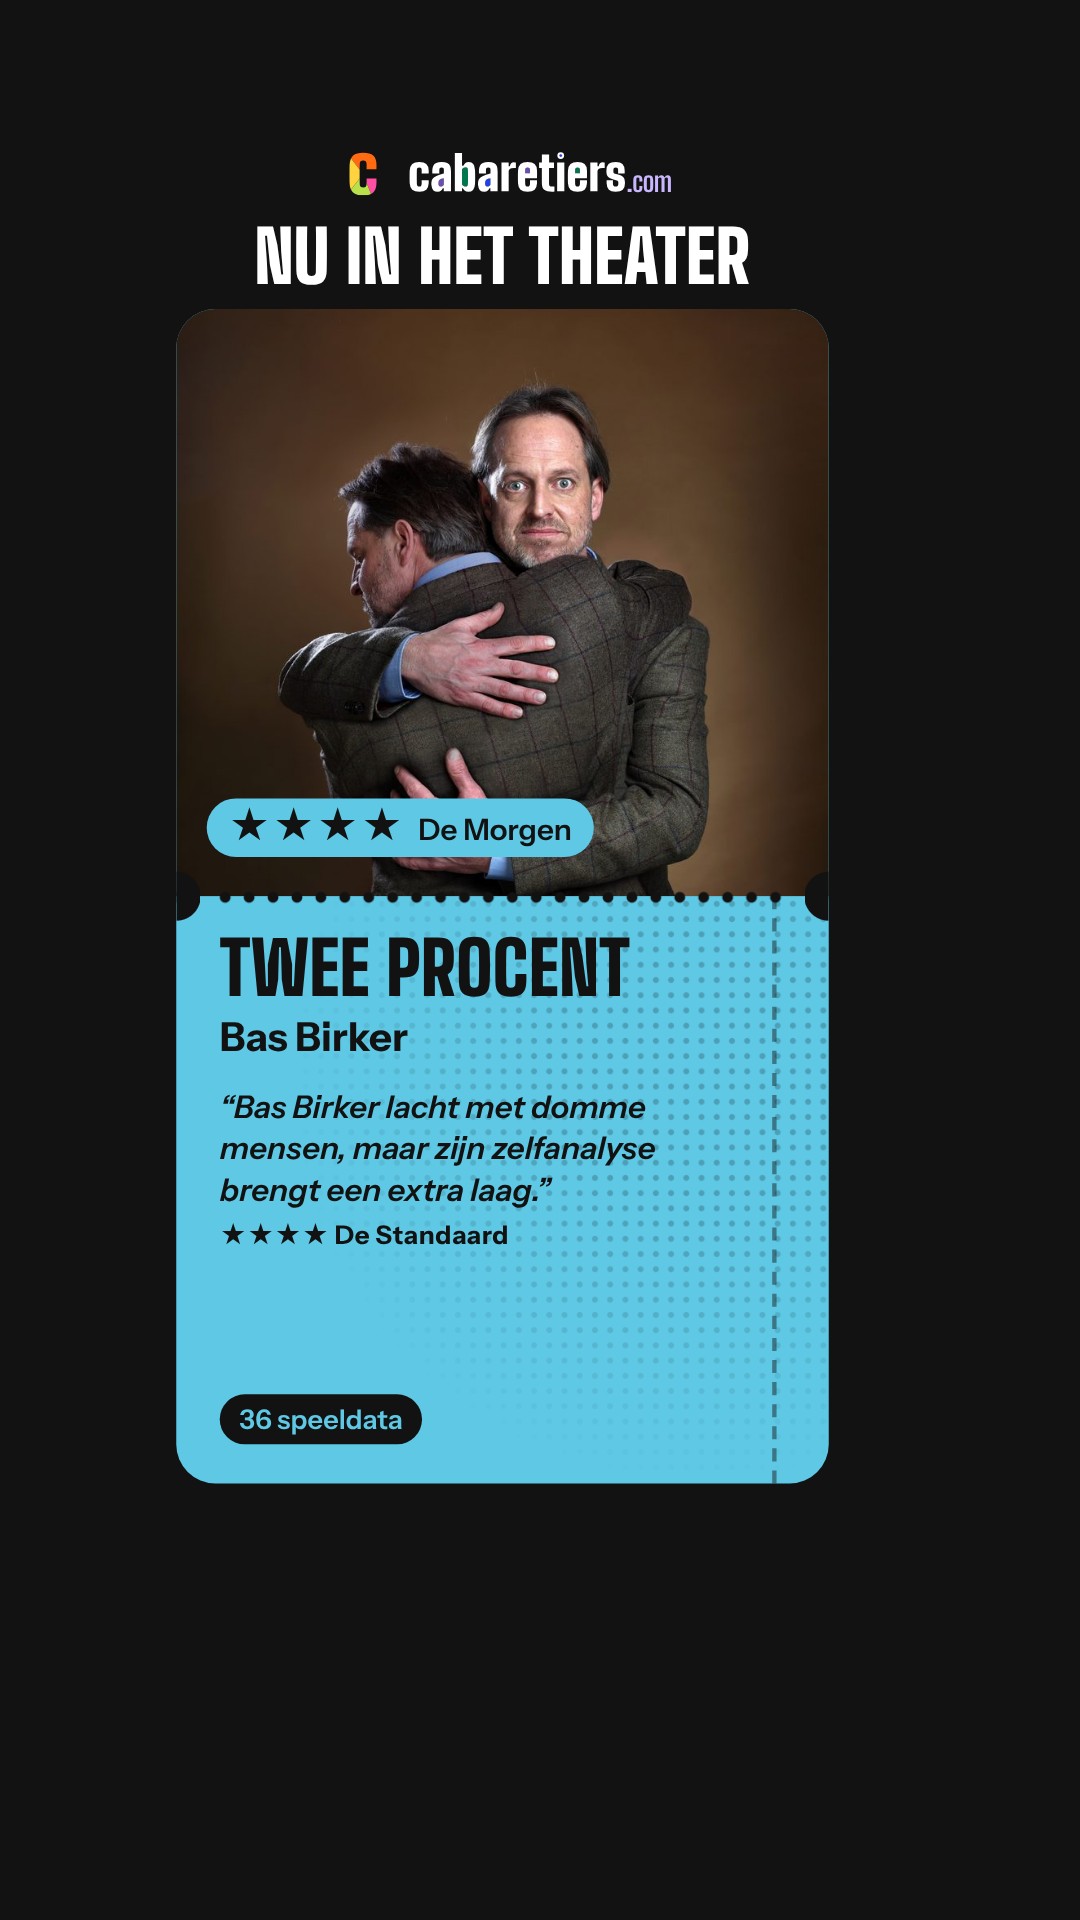 C cabaretiers.com
NU IN HET THEATER
★★★★ De Morgen
TWEE PROCENT
Bas Birker
“Bas Birker lacht met domme
mensen, maar zijn zelfanalyse
brengt een extra laag.”
★★★★ De Standaard
36 speeldata